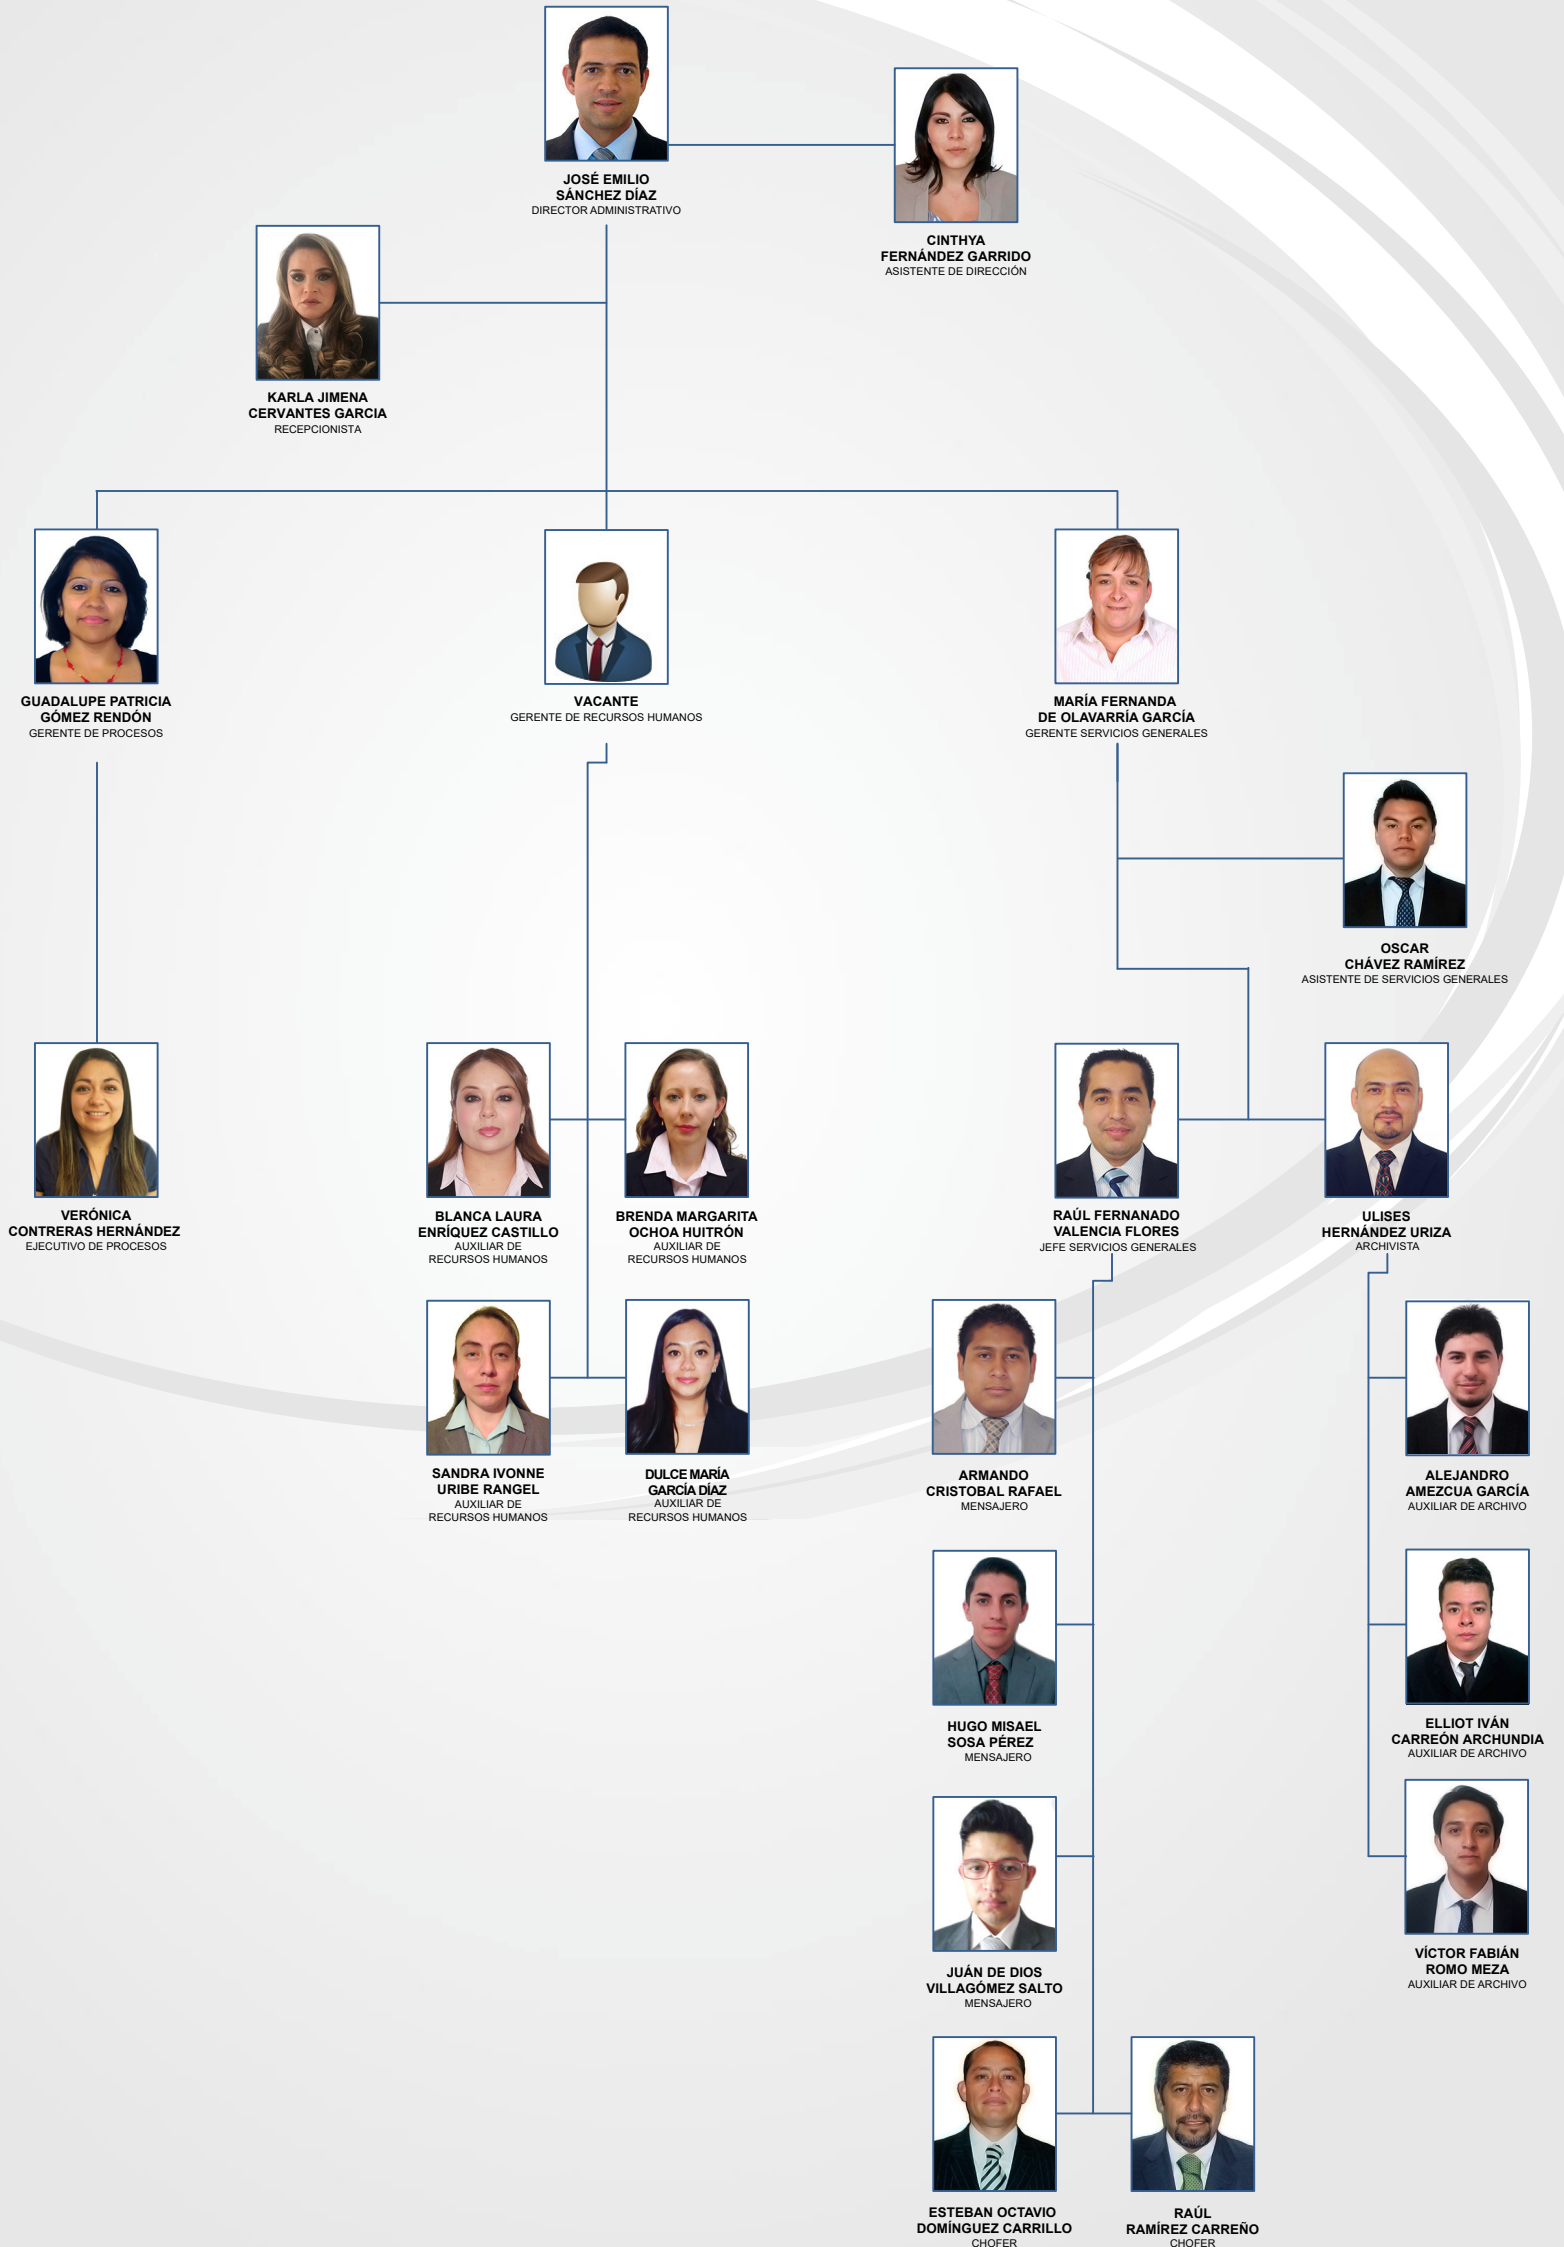 JOSÉ EMILIO
SÁNCHEZ DÍAZ
DIRECTOR ADMINISTRATIVO
CINTHYA
FERNÁNDEZ GARRIDO
ASISTENTE DE DIRECCIÓN
KARLA JIMENA
CERVANTES GARCIA
RECEPCIONISTA
GUADALUPE PATRICIA
GÓMEZ RENDÓN
GERENTE DE PROCESOS
VACANTE
GERENTE DE RECURSOS HUMANOS
MARÍA FERNANDA
DE OLAVARRÍA GARCÍA
GERENTE SERVICIOS GENERALES
OSCAR
CHÁVEZ RAMÍREZ
ASISTENTE DE SERVICIOS GENERALES
VERÓNICA
CONTRERAS HERNÁNDEZ
EJECUTIVO DE PROCESOS
BLANCA LAURA
ENRÍQUEZ CASTILLO
AUXILIAR DE
RECURSOS HUMANOS
BRENDA MARGARITA
OCHOA HUITRÓN
AUXILIAR DE
RECURSOS HUMANOS
RAÚL FERNANADO
VALENCIA FLORES
JEFE SERVICIOS GENERALES
ULISES
HERNÁNDEZ URIZA
ARCHIVISTA
SANDRA IVONNE
URIBE RANGEL
AUXILIAR DE
RECURSOS HUMANOS
DULCE MARÍA
GARCÍA DÍAZ
AUXILIAR DE
RECURSOS HUMANOS
ARMANDO
CRISTOBAL RAFAEL
MENSAJERO
ALEJANDRO
AMEZCUA GARCÍA
AUXILIAR DE ARCHIVO
HUGO MISAEL
SOSA PÉREZ
MENSAJERO
ELLIOT IVÁN
CARREÓN ARCHUNDIA
AUXILIAR DE ARCHIVO
JUÁN DE DIOS
VILLAGÓMEZ SALTO
MENSAJERO
VÍCTOR FABIÁN
ROMO MEZA
AUXILIAR DE ARCHIVO
ESTEBAN OCTAVIO
DOMÍNGUEZ CARRILLO
CHOFER
RAÚL
RAMÍREZ CARREÑO
CHOFER